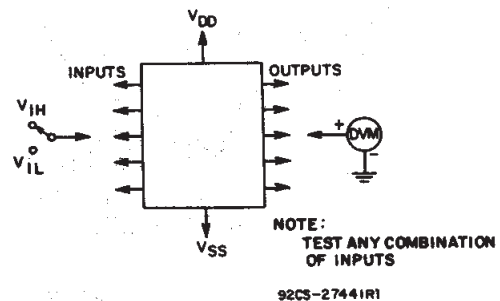 VDD
INPUTS
OUTPUTS
VIH
VIL
+
DVM
-
VSS
NOTE:
TEST ANY COMBINATION
OF INPUTS
92CS-27441R1